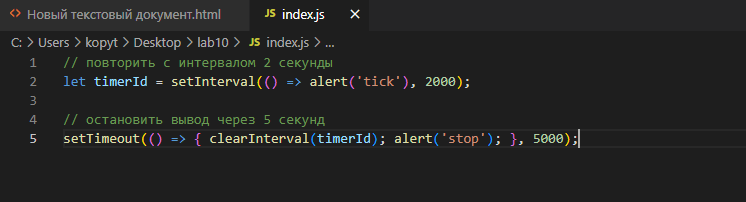 Новый текстовый документ.html
JS index.js ×
C: > Users > kopyt > Desktop > lab10 > JS index.js > ...
1 // повторить с интервалом 2 секунды
2 let timerId = setInterval(() => alert('tick'), 2000);
3
4 // остановить вывод через 5 секунд
5 setTimeout(() => { clearInterval(timerId); alert('stop'); }, 5000);